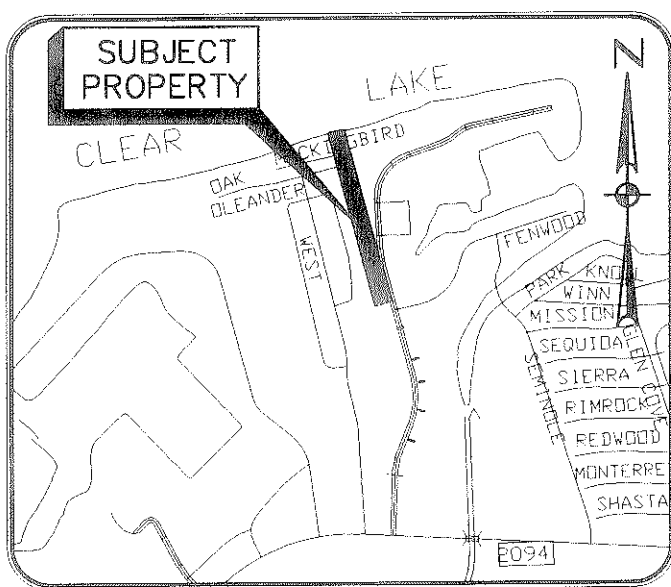 SUBJECT
PROPERTY
N
CLEAR
LAKE
MOCKINGBIRD
OAK
OLEANDER
WEST
FENWOOD
PARK
KNOLL
WINN
MISSION
GLEN COVE
SEQUIDA
SIERRA
SEMINOLE
RIMROCK
REDWOOD
MONTERRE
SHASTA
2094